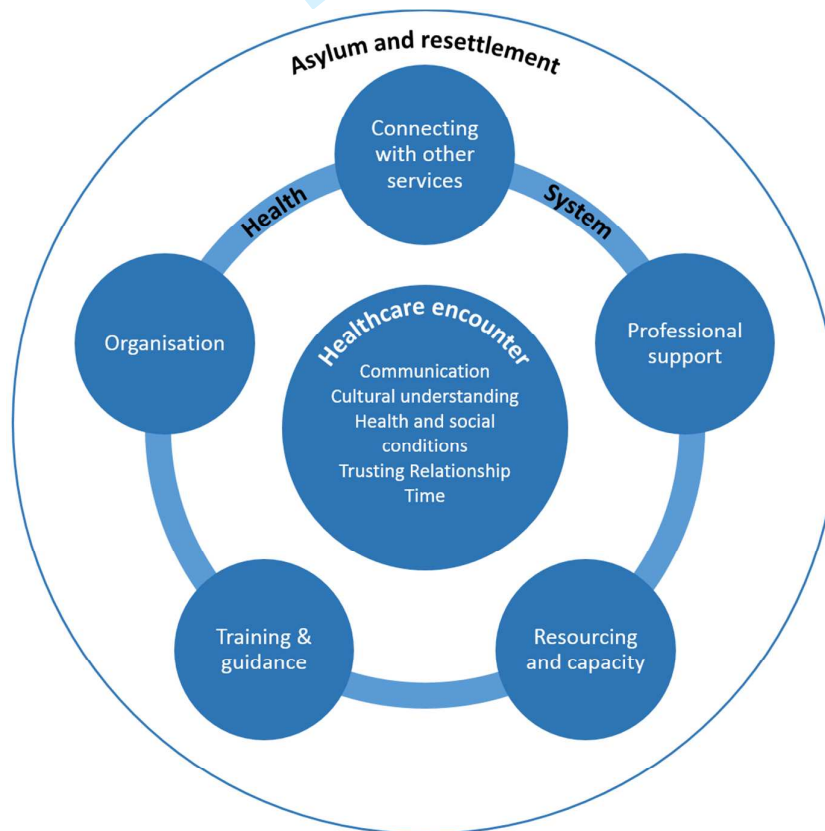 Asylum and resettlement
Connecting
with other
services
Health
System
Organisation
Professional
support
Healthcare encounter
Communication
Cultural understanding
Health and social
conditions
Trusting Relationship
Time
Training &
guidance
Resourcing
and capacity